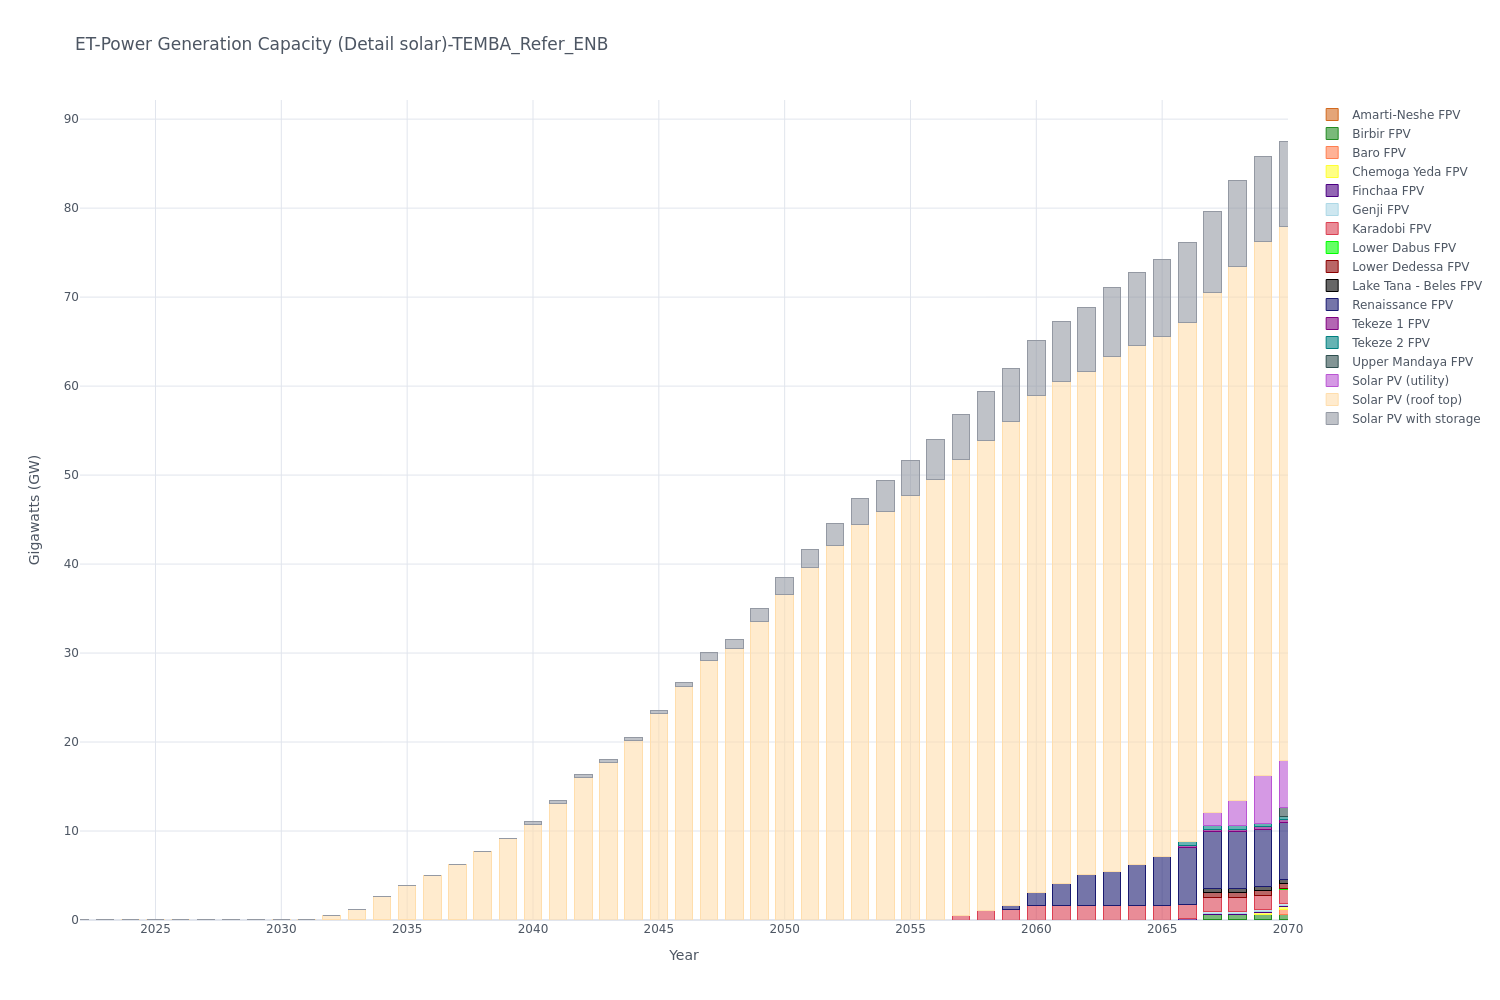 ET-Power Generation Capacity (Detail solar)-TEMBA_Refer_ENB
Gigawatts (GW)
90
80
70
60
50
40
30
20
10
0
2025
2030
2035
2040
2045
2050
2055
2060
2065
2070
Year
Amarti-Neshe FPV
Birbir FPV
Baro FPV
Chemoga Yeda FPV
Finchaa FPV
Genji FPV
Karadobi FPV
Lower Dabus FPV
Lower Dedessa FPV
Lake Tana - Beles FPV
Renaissance FPV
Tekeze 1 FPV
Tekeze 2 FPV
Upper Mandaya FPV
Solar PV (utility)
Solar PV (roof top)
Solar PV with storage